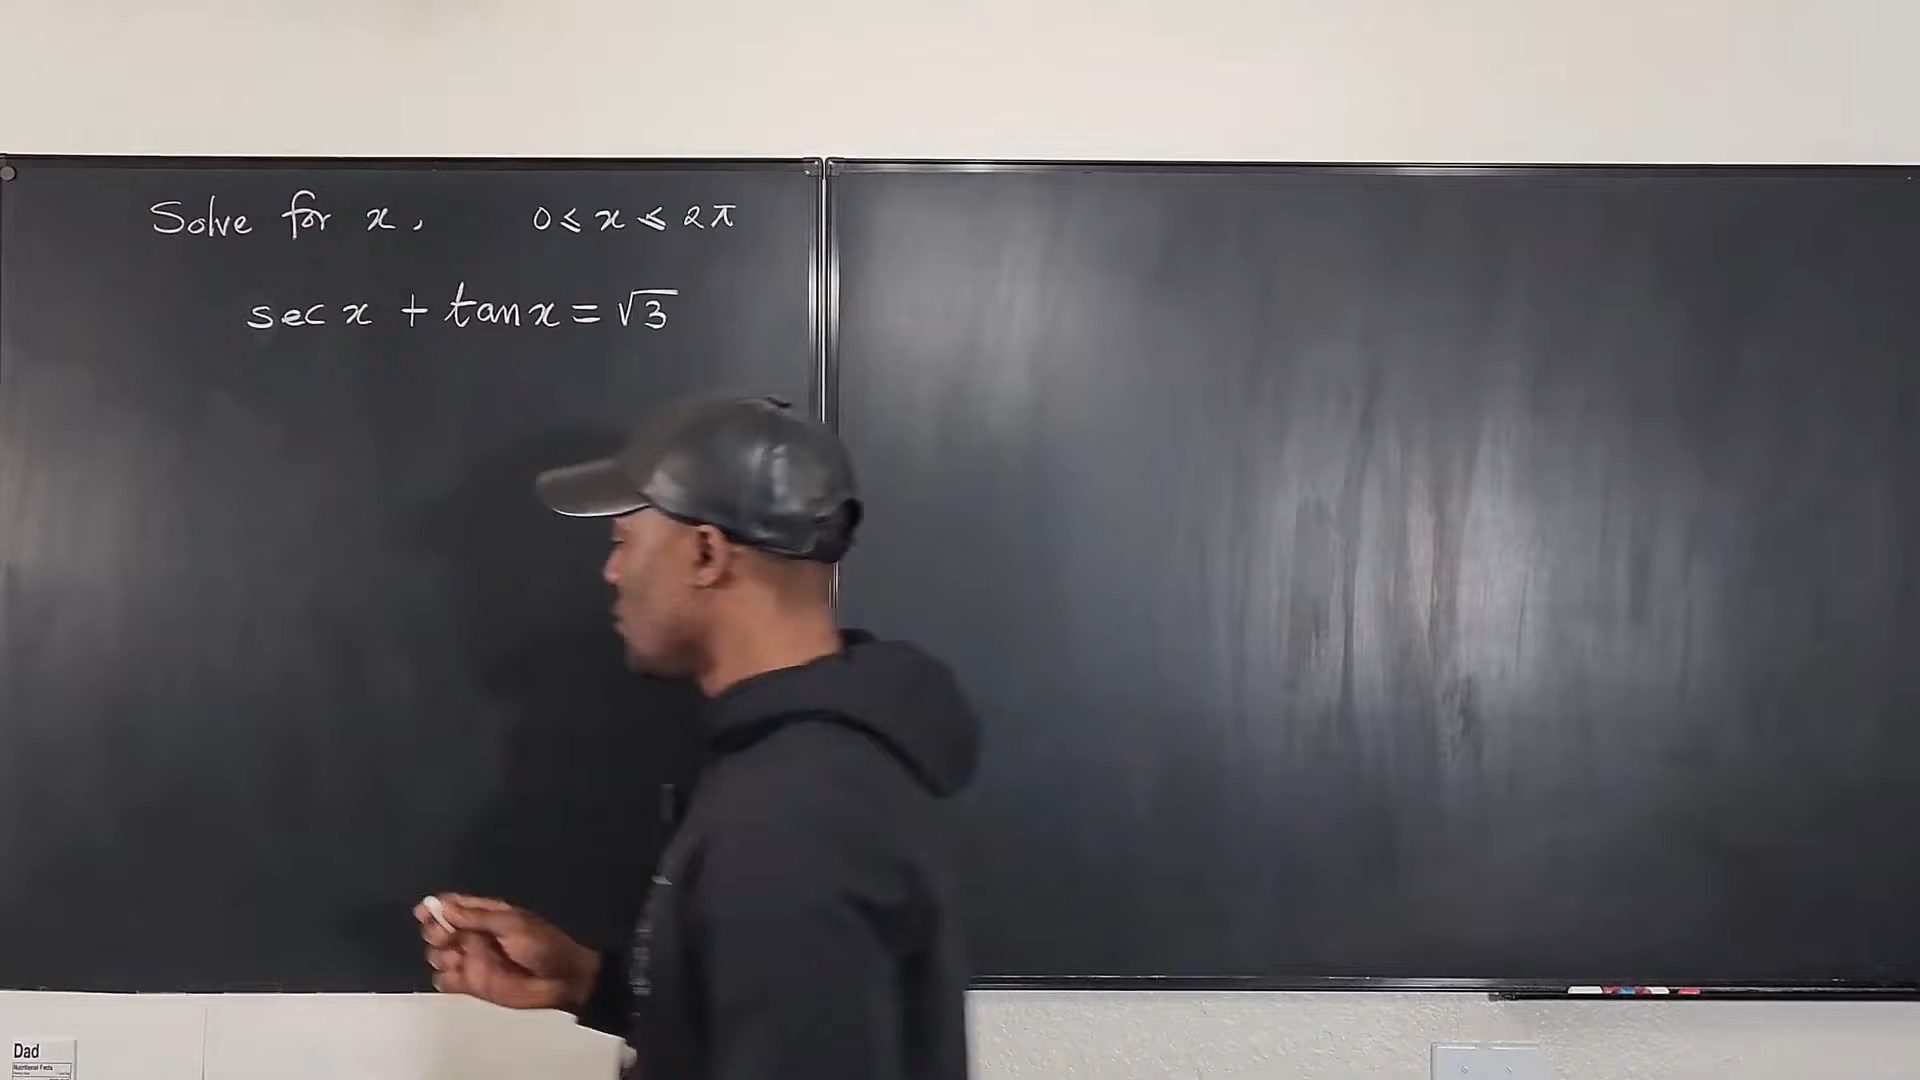 Solve for x, 0 ≤ x ≤ 2π
sec x + tan x = √3
Dad
Nutritional Facts